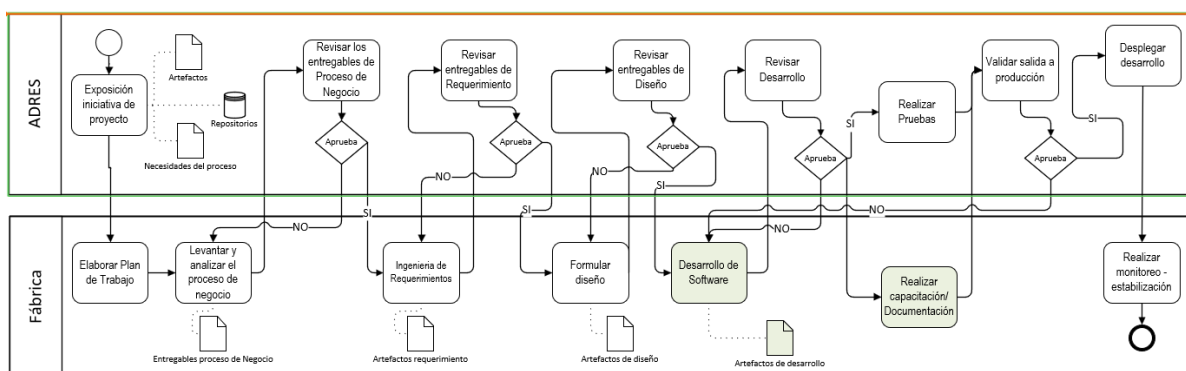 ADRES
Exposición
iniciativa de
proyecto
Artefactos
Repositorios
Necesidades del proceso
Revisar los
entregables de
Proceso de
Negocio
Aprueba
NO
SI
Revisar
entregables de
Requerimiento
Aprueba
NO
SI
Revisar
entregables de
Diseño
Aprueba
NO
SI
Revisar
Desarrollo
Aprueba
SI
NO
Realizar
Pruebas
Validar salida a
producción
Aprueba
SI
NO
Desplegar
desarrollo
Fábrica
Elaborar Plan
de Trabajo
Levantar y
analizar el
proceso de
negocio
Entregables proceso de Negocio
Ingenieria de
Requerimientos
Artefactos requerimiento
Formular
diseño
Artefactos de diseño
Desarrollo de
Software
Artefactos de desarrollo
Realizar
capacitación/
Documentación
Realizar
monitoreo -
estabilización